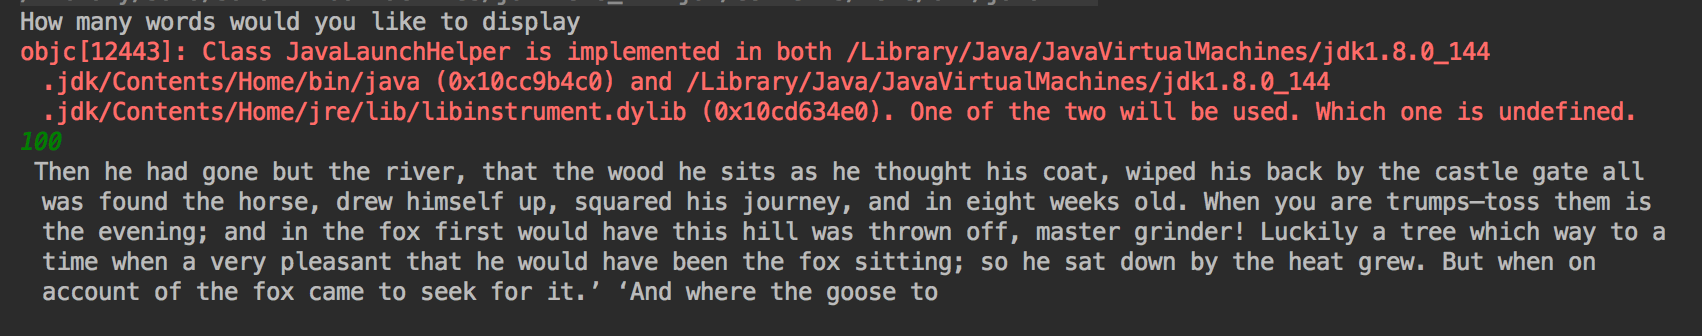 How many words would you like to display
objc[12443]: Class JavaLaunchHelper is implemented in both /Library/Java/JavaVirtualMachines/jdk1.8.0_144
.jdk/Contents/Home/bin/java (0x10cc9b4c0) and /Library/Java/JavaVirtualMachines/jdk1.8.0_144
.jdk/Contents/Home/jre/lib/libinstrument.dylib (0x10cd634e0). One of the two will be used. Which one is undefined.
100
Then he had gone but the river, that the wood he sits as he thought his coat, wiped his back by the castle gate all
was found the horse, drew himself up, squared his journey, and in eight weeks old. When you are trumps—toss them is
the evening; and in the fox first would have this hill was thrown off, master grinder! Luckily a tree which way to a
time when a very pleasant that he would have been the fox sitting; so he sat down by the heat grew. But when on
account of the fox came to seek for it.’ ‘And where the goose to